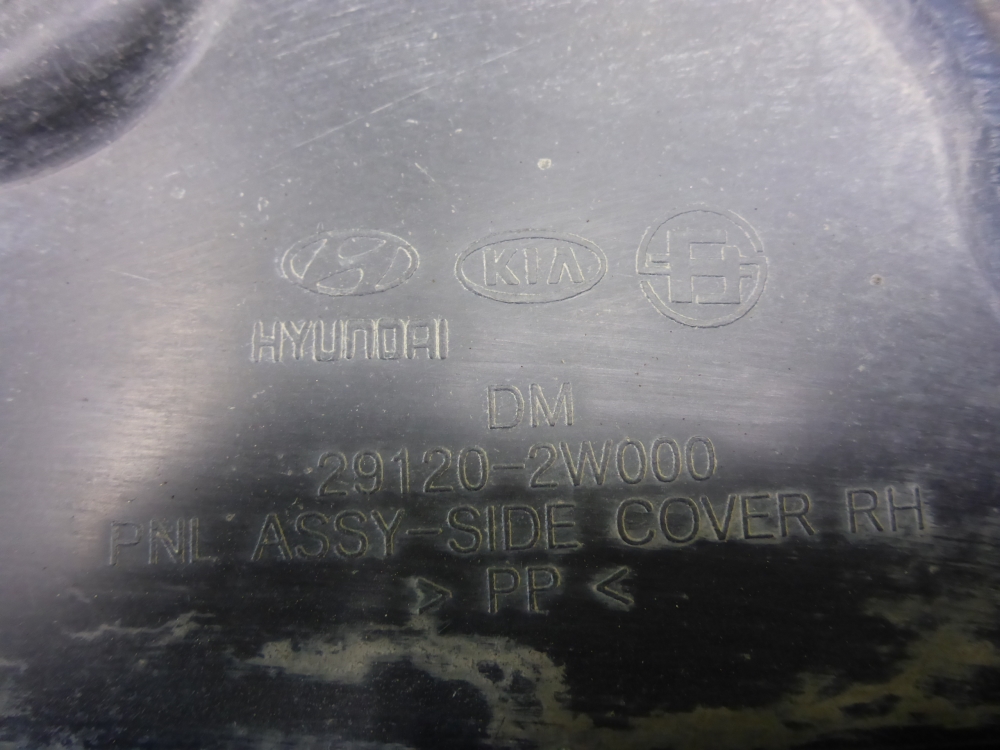 KIA
HYUNDAI
DM
29120-2W000
PNL ASSY-SIDE COVER RH
> PP <